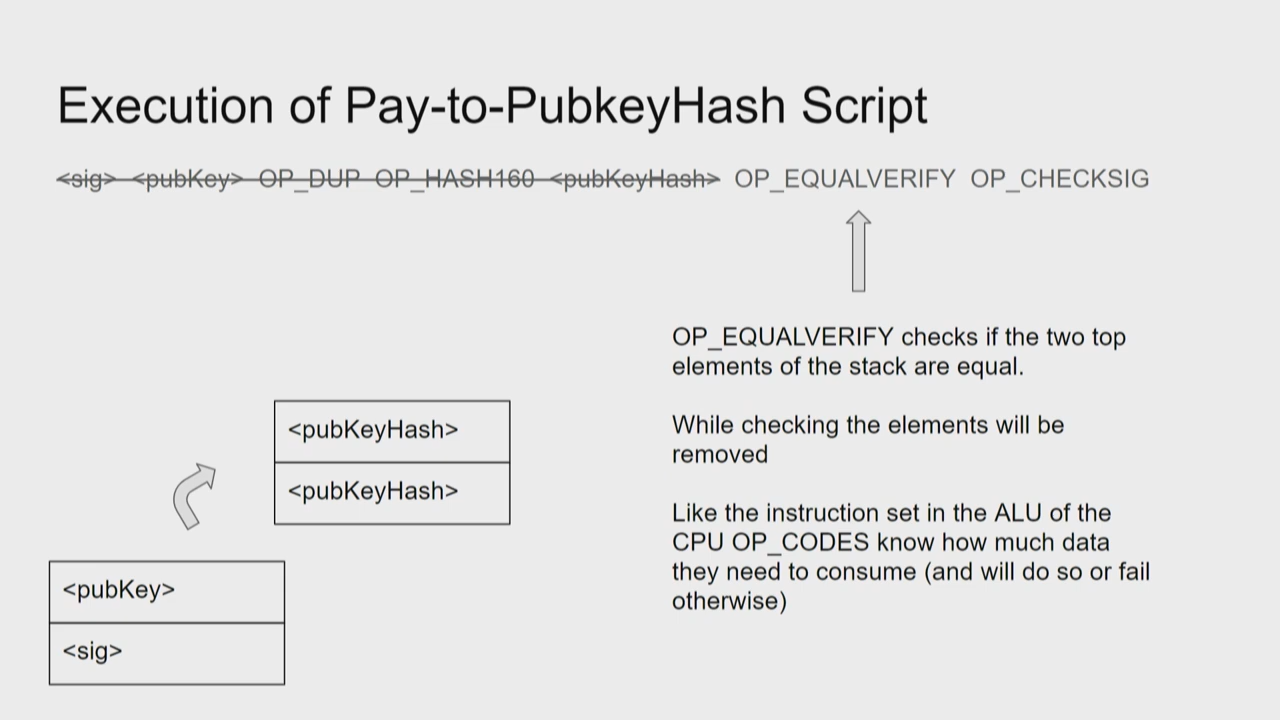 Execution of Pay-to-PubkeyHash Script
<sig> <pubKey> OP_DUP OP_HASH160 <pubKeyHash> OP_EQUALVERIFY OP_CHECKSIG
OP_EQUALVERIFY checks if the two top
elements of the stack are equal.
While checking the elements will be
removed
Like the instruction set in the ALU of the
CPU OP_CODES know how much data
they need to consume (and will do so or fail
otherwise)
<pubKeyHash>
<pubKeyHash>
<pubKey>
<sig>